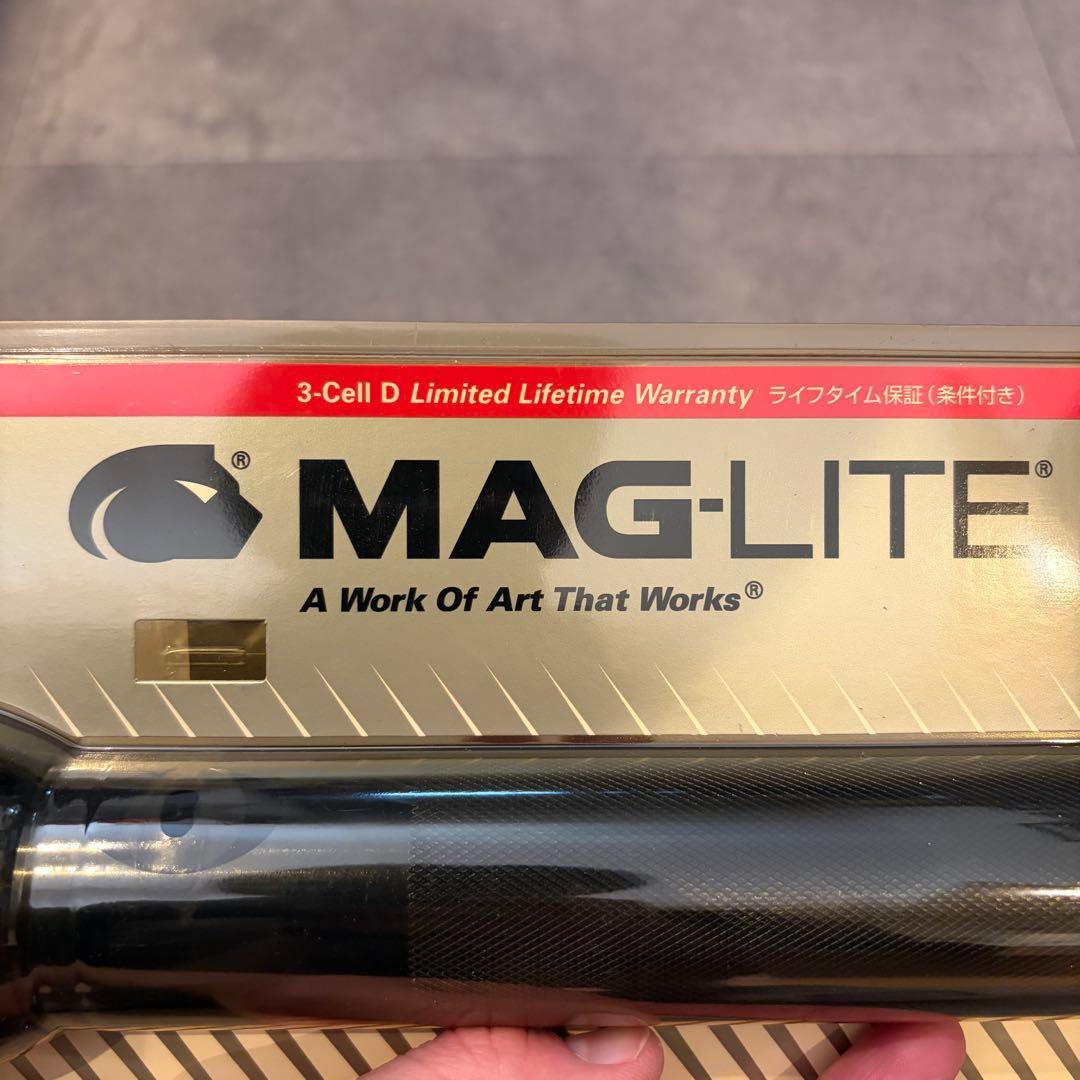 3-Cell D Limited Lifetime Warranty ライフタイム保証(条件付き)
® MAG-LITE®
A Work Of Art That Works®